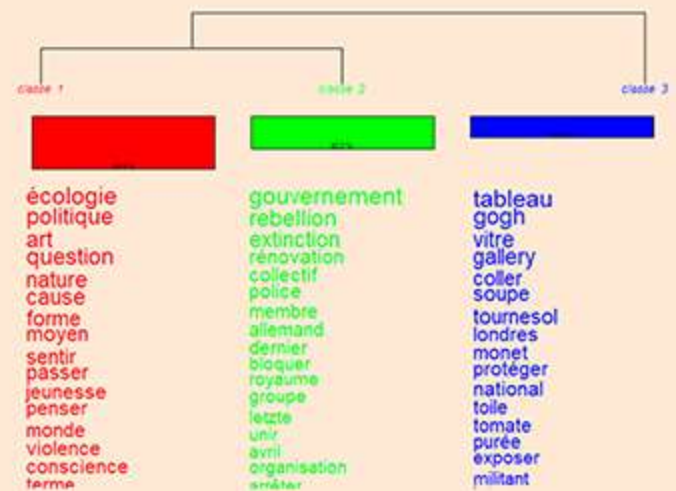 classe 1
classe 2
classe 3
écologie
politique
art
question
nature
cause
forme
moyen
sentir
passer
jeunesse
penser
monde
violence
conscience
terme
gouvernement
rebellion
extinction
rénovation
collectif
police
membre
allemand
dernier
bloquer
royaume
groupe
letzte
unir
avril
organisation
arrêter
tableau
gogh
vitre
gallery
coller
soupe
tournesol
londres
monet
protéger
national
toile
tomate
purée
exposer
militant